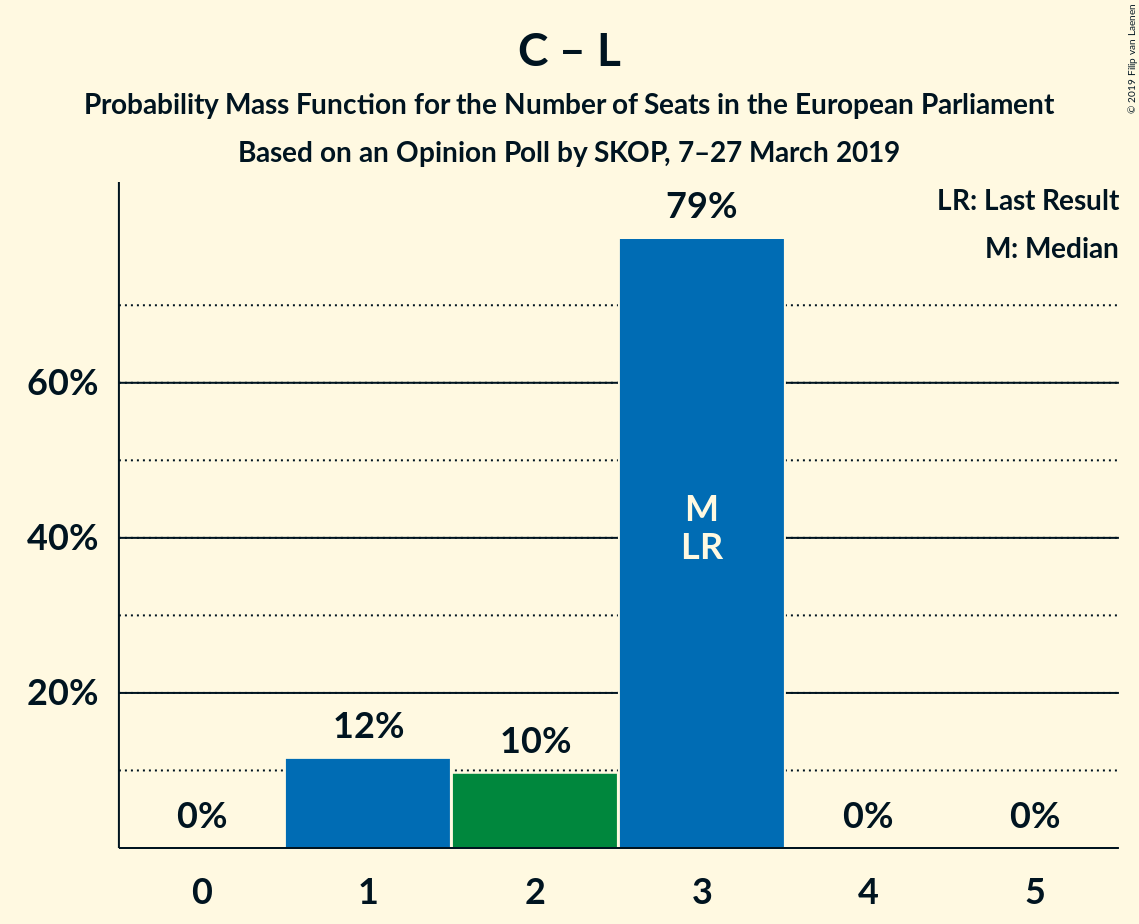 C – L
Probability Mass Function for the Number of Seats in the European Parliament
Based on an Opinion Poll by SKOP, 7–27 March 2019
© 2019 Filip van Laenen
LR: Last Result
M: Median
79%
60%
40%
20%
M
LR
12%
10%
0%
0%
0%
0
1
2
3
4
5